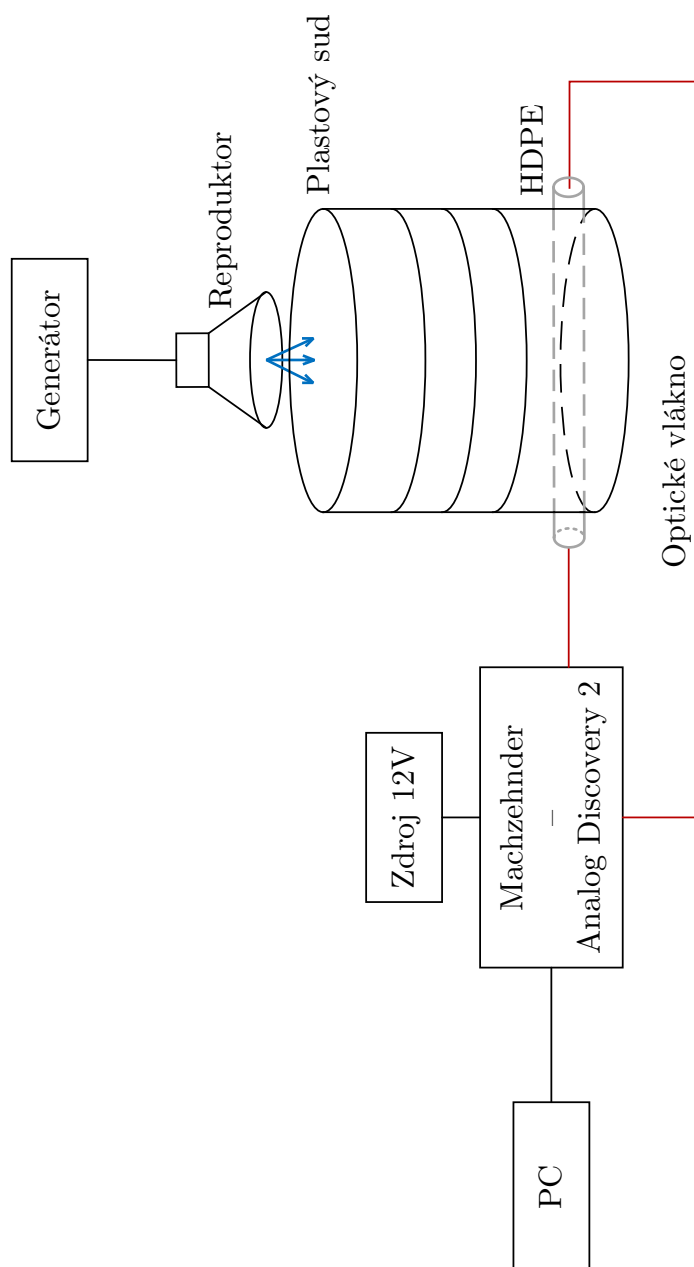 Generátor
Reproduktor
Plastový sud
HDPE
Optické vlákno
Zdroj 12V
Machzehnder
–
Analog Discovery 2
PC